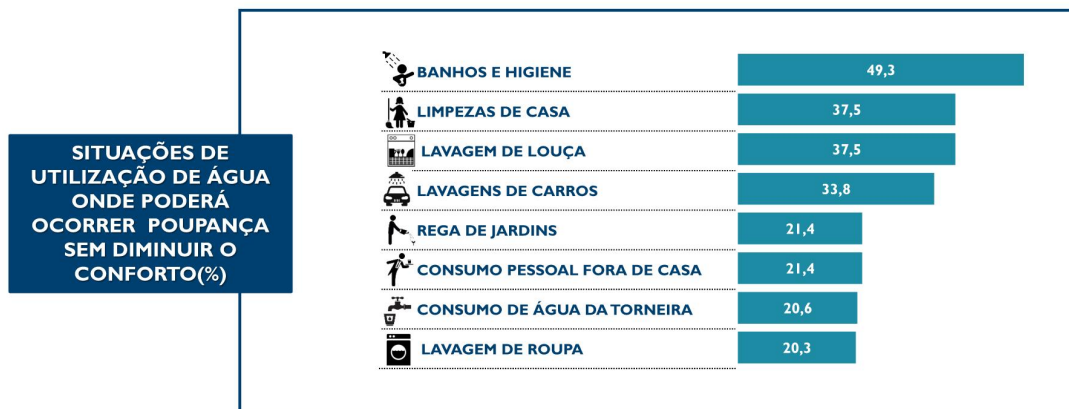 SITUAÇÕES DE
UTILIZAÇÃO DE ÁGUA
ONDE PODERÁ
OCORRER POUPANÇA
SEM DIMINUIR O
CONFORTO(%)
BANHOS E HIGIENE 49,3
LIMPEZAS DE CASA 37,5
LAVAGEM DE LOUÇA 37,5
LAVAGENS DE CARROS 33,8
REGA DE JARDINS 21,4
CONSUMO PESSOAL FORA DE CASA 21,4
CONSUMO DE ÁGUA DA TORNEIRA 20,6
LAVAGEM DE ROUPA 20,3